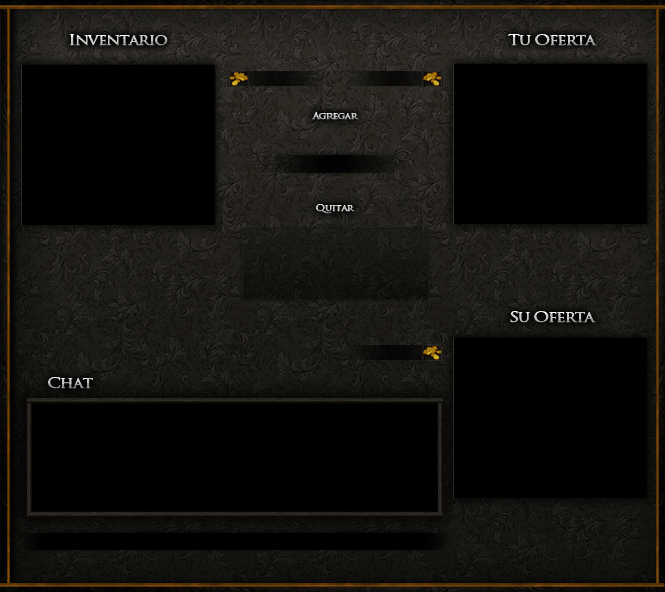 Inventario
Tu Oferta
Agregar
Quitar
Su Oferta
Chat